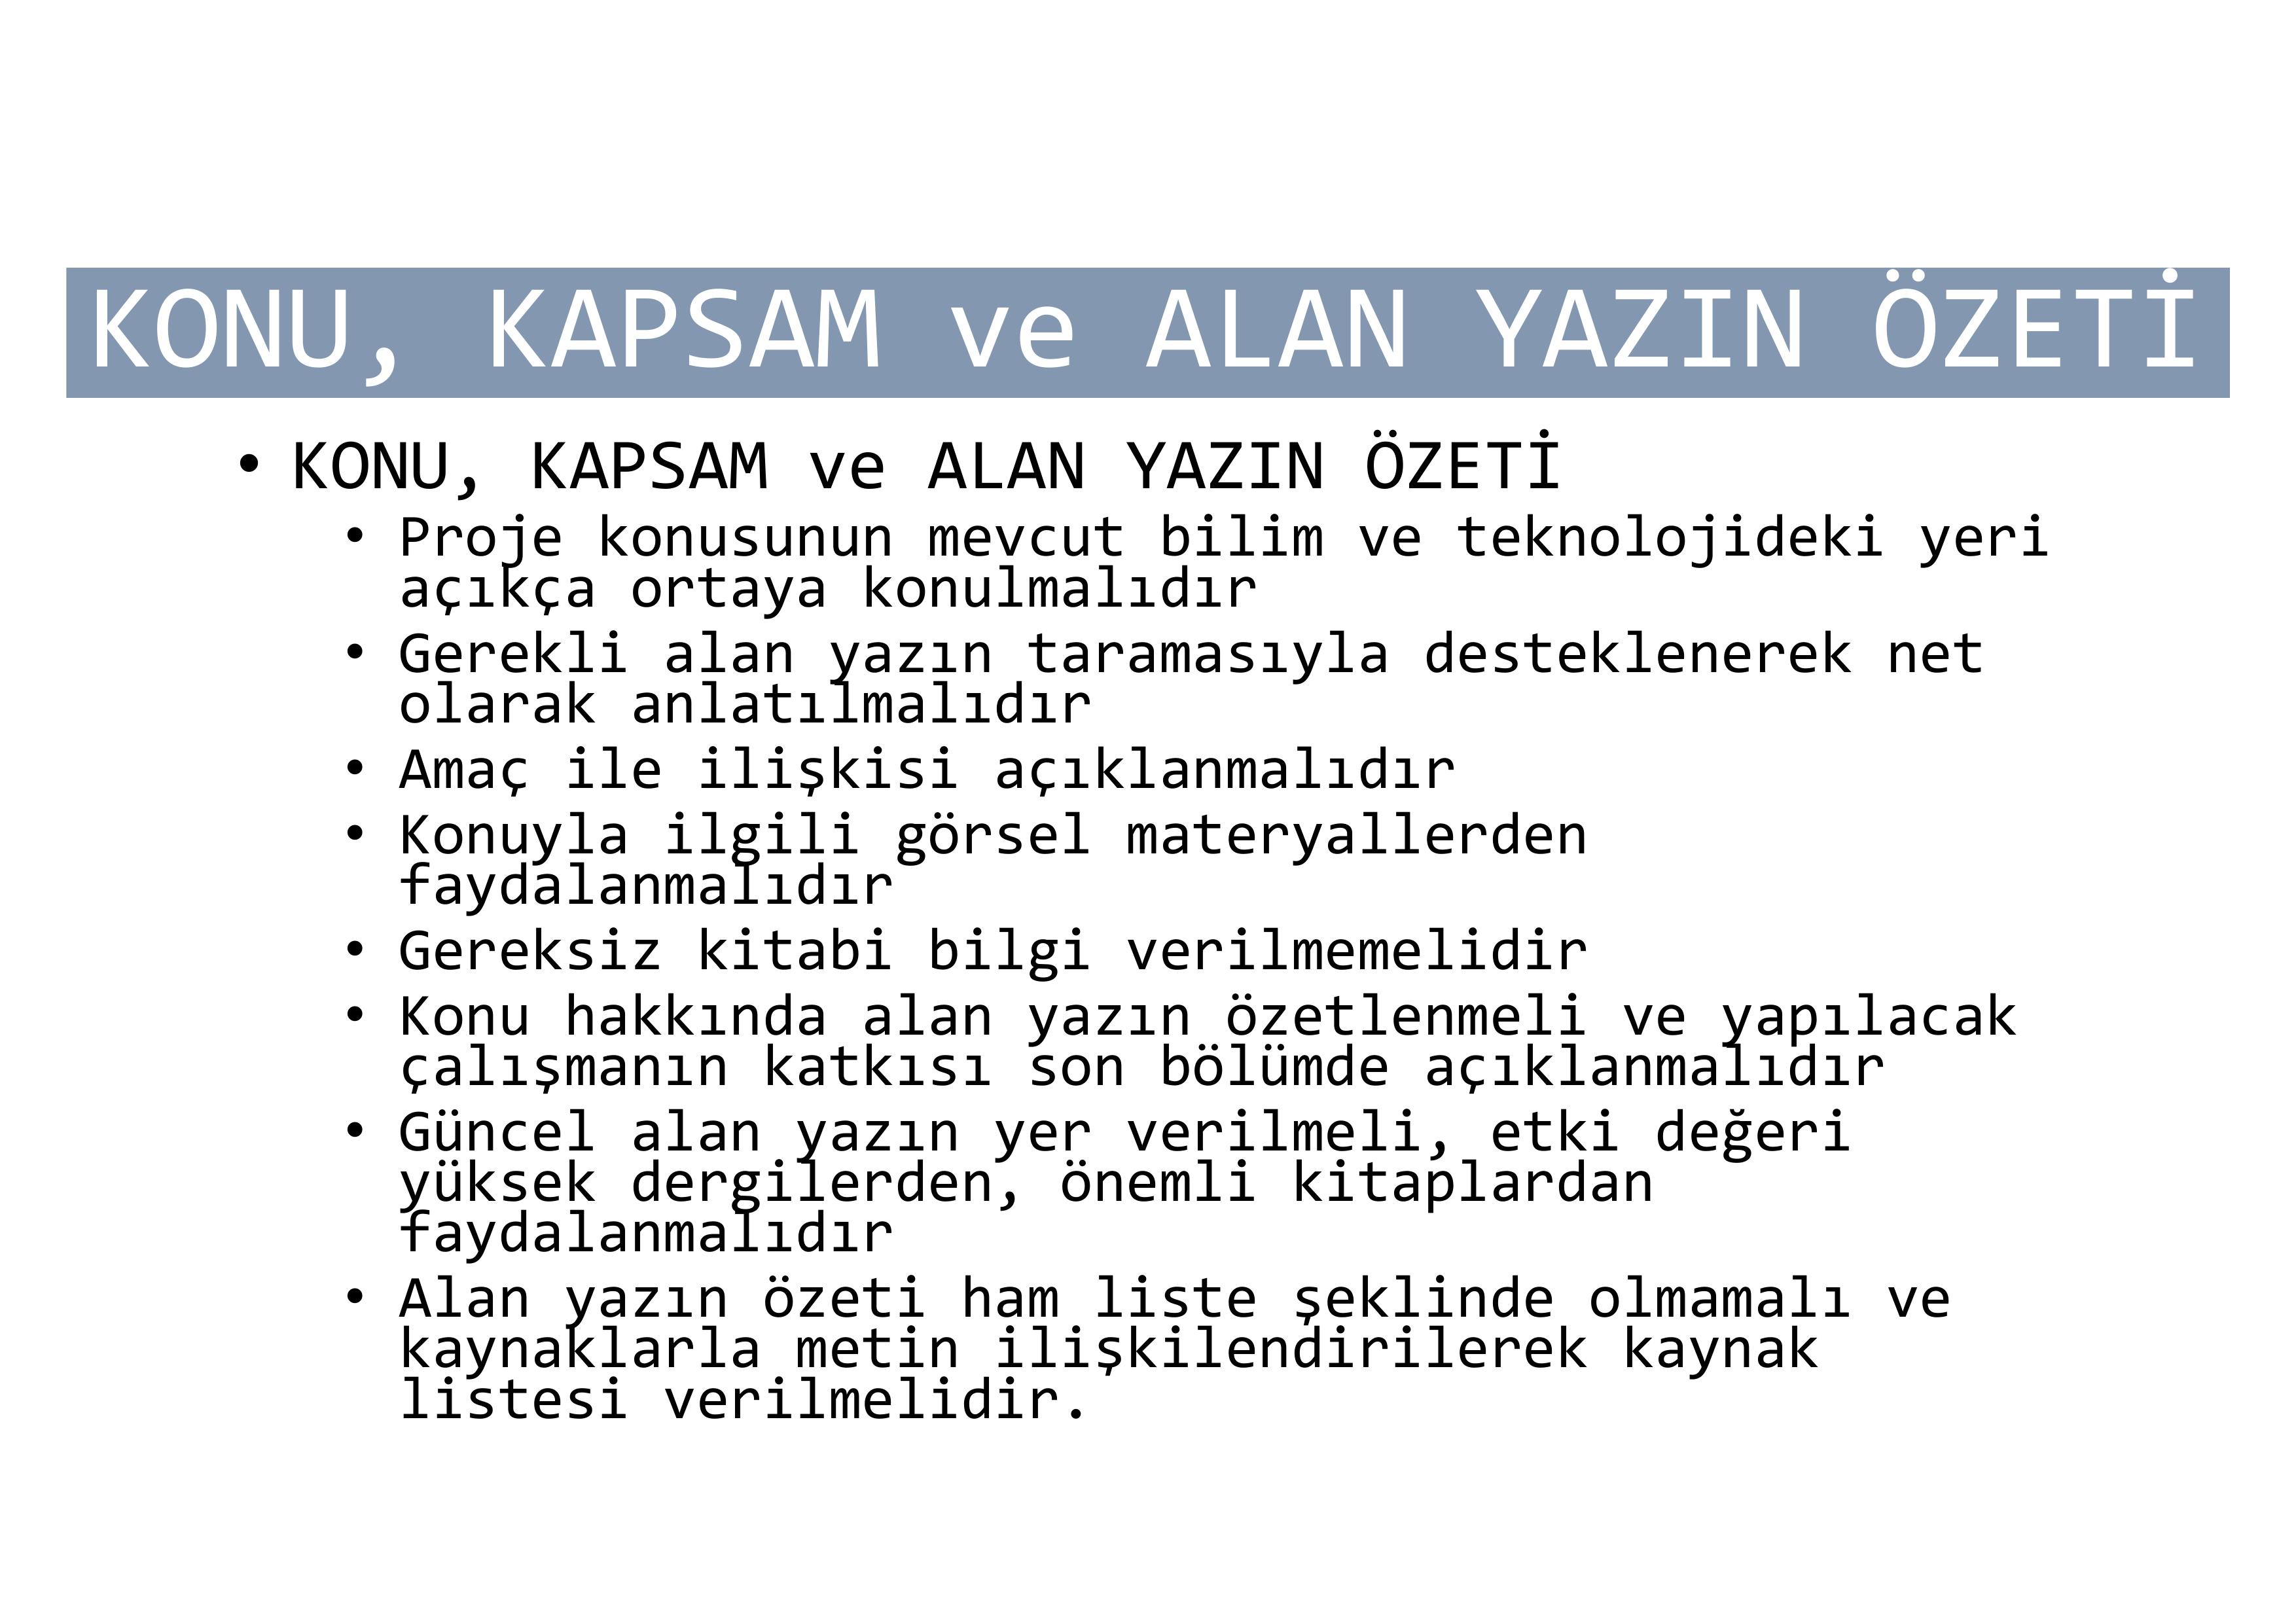 KONU, KAPSAM ve ALAN YAZIN ÖZETİ
• KONU, KAPSAM ve ALAN YAZIN ÖZETİ
• Proje konusunun mevcut bilim ve teknolojideki yeri
açıkça ortaya konulmalıdır
• Gerekli alan yazın taramasıyla desteklenerek net
olarak anlatılmalıdır
• Amaç ile ilişkisi açıklanmalıdır
• Konuyla ilgili görsel materyallerden
faydalanmalıdır
• Gereksiz kitabi bilgi verilmemelidir
• Konu hakkında alan yazın özetlenmeli ve yapılacak
çalışmanın katkısı son bölümde açıklanmalıdır
• Güncel alan yazın yer verilmeli, etki değeri
yüksek dergilerden, önemli kitaplardan
faydalanmalıdır
• Alan yazın özeti ham liste şeklinde olmamalı ve
kaynaklarla metin ilişkilendirilerek kaynak
listesi verilmelidir.